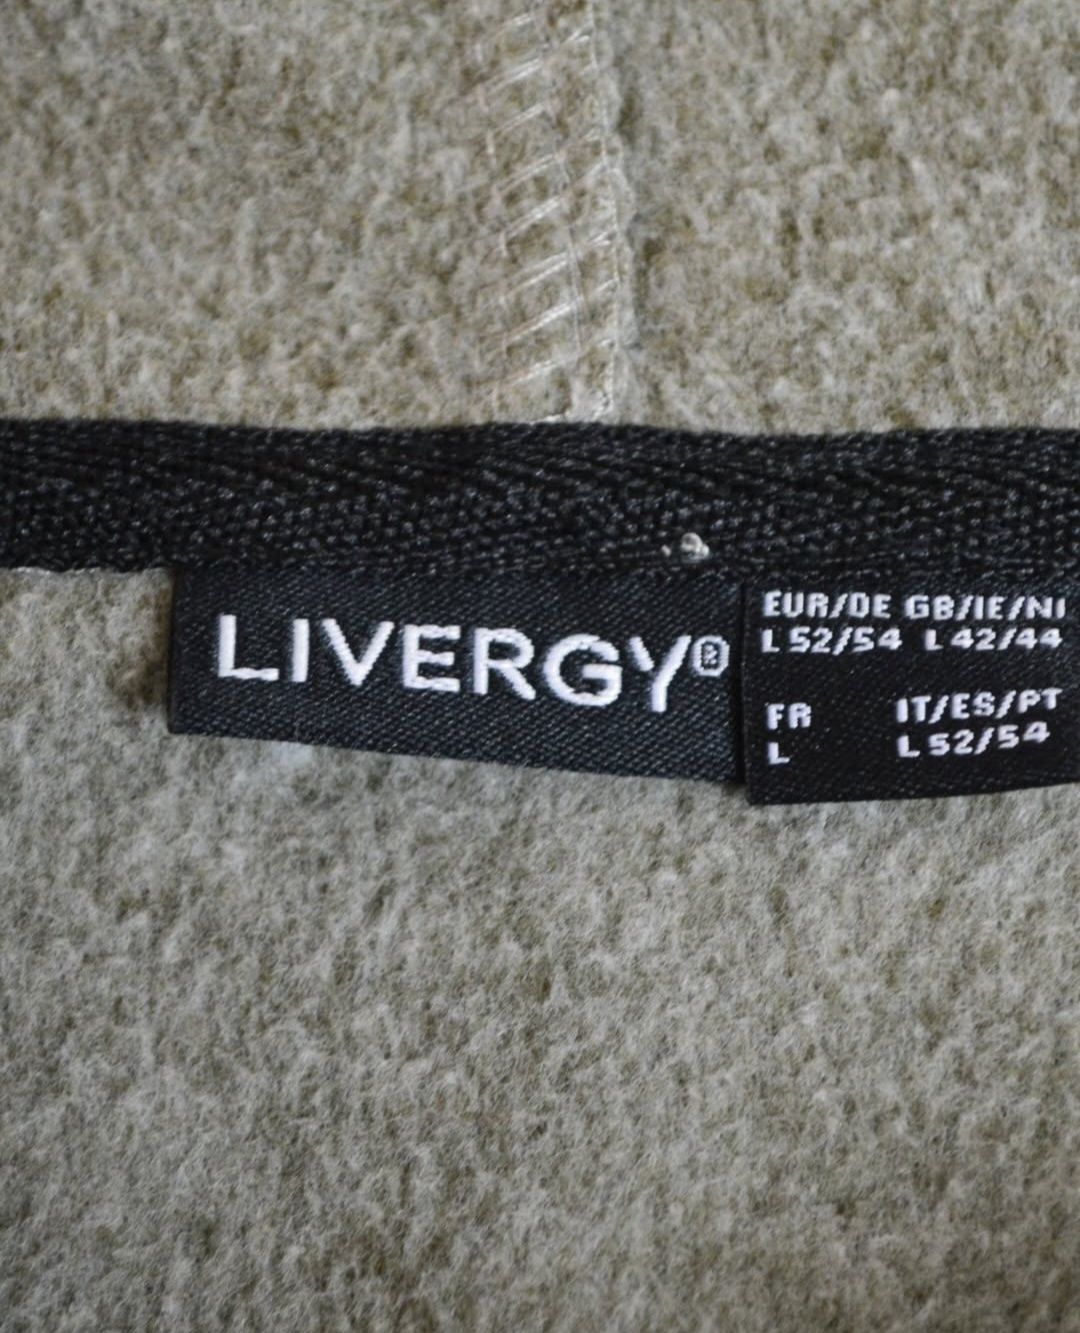 LIVERGY®
EUR/DE GB/IE/NI
L 52/54 L 42/44
FR IT/ES/PT
L L 52/54